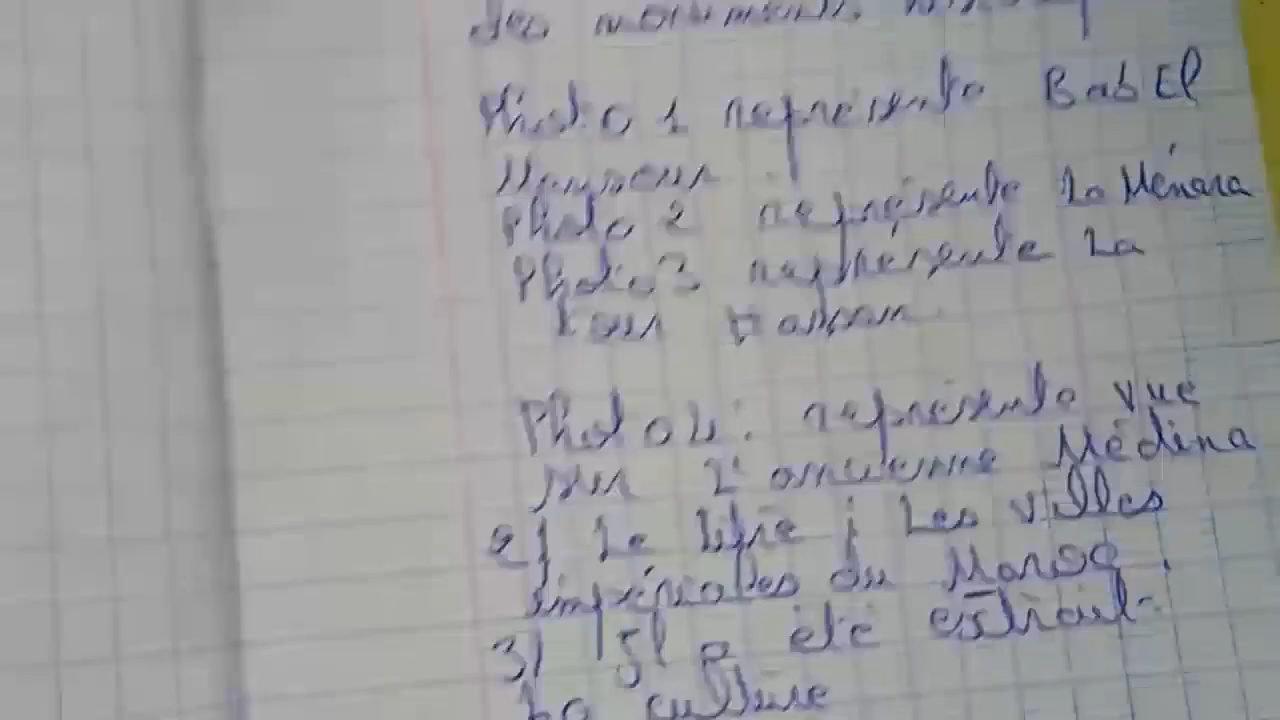 des monuments
Photo 1 représente Bab El
Mansour
Photo 2 représente La Ménara
Photo 3 représente La
Tour Hassan
Photo 4 : représente vue
sur l'ancienne Médina
2) Le titre : Les villes
impériales du Maroc.
3) Il a été extrait
La culture